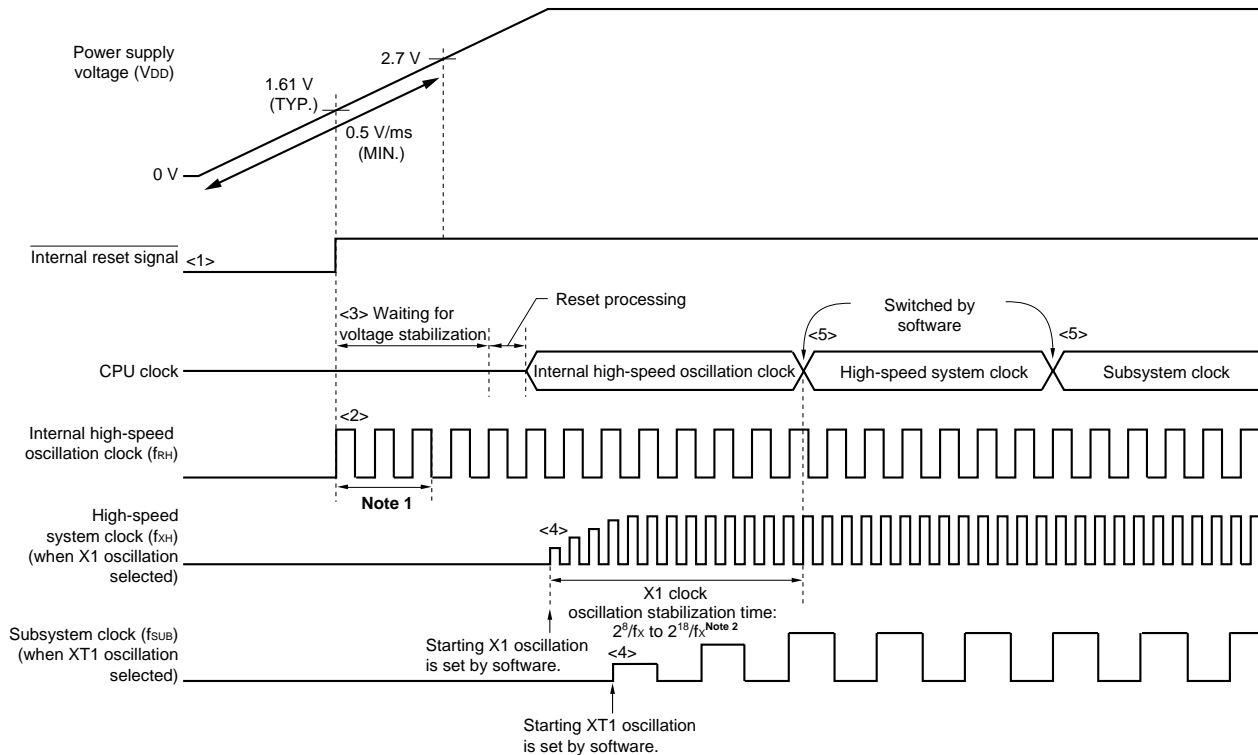 Power supply
voltage (VDD)
2.7 V
1.61 V
(TYP.)
0.5 V/ms
(MIN.)
0 V
Internal reset signal
<1>
Reset processing
<3> Waiting for
voltage stabilization
Switched by
software
<5>
<5>
CPU clock
Internal high-speed oscillation clock
High-speed system clock
Subsystem clock
<2>
Internal high-speed
oscillation clock (fRH)
Note 1
High-speed
system clock (fXH)
(when X1 oscillation
selected)
<4>
X1 clock
oscillation stabilization time:
2⁸/fX to 2¹⁸/fX Note 2
Starting X1 oscillation
is set by software.
Subsystem clock (fSUB)
(when XT1 oscillation
selected)
<4>
Starting XT1 oscillation
is set by software.